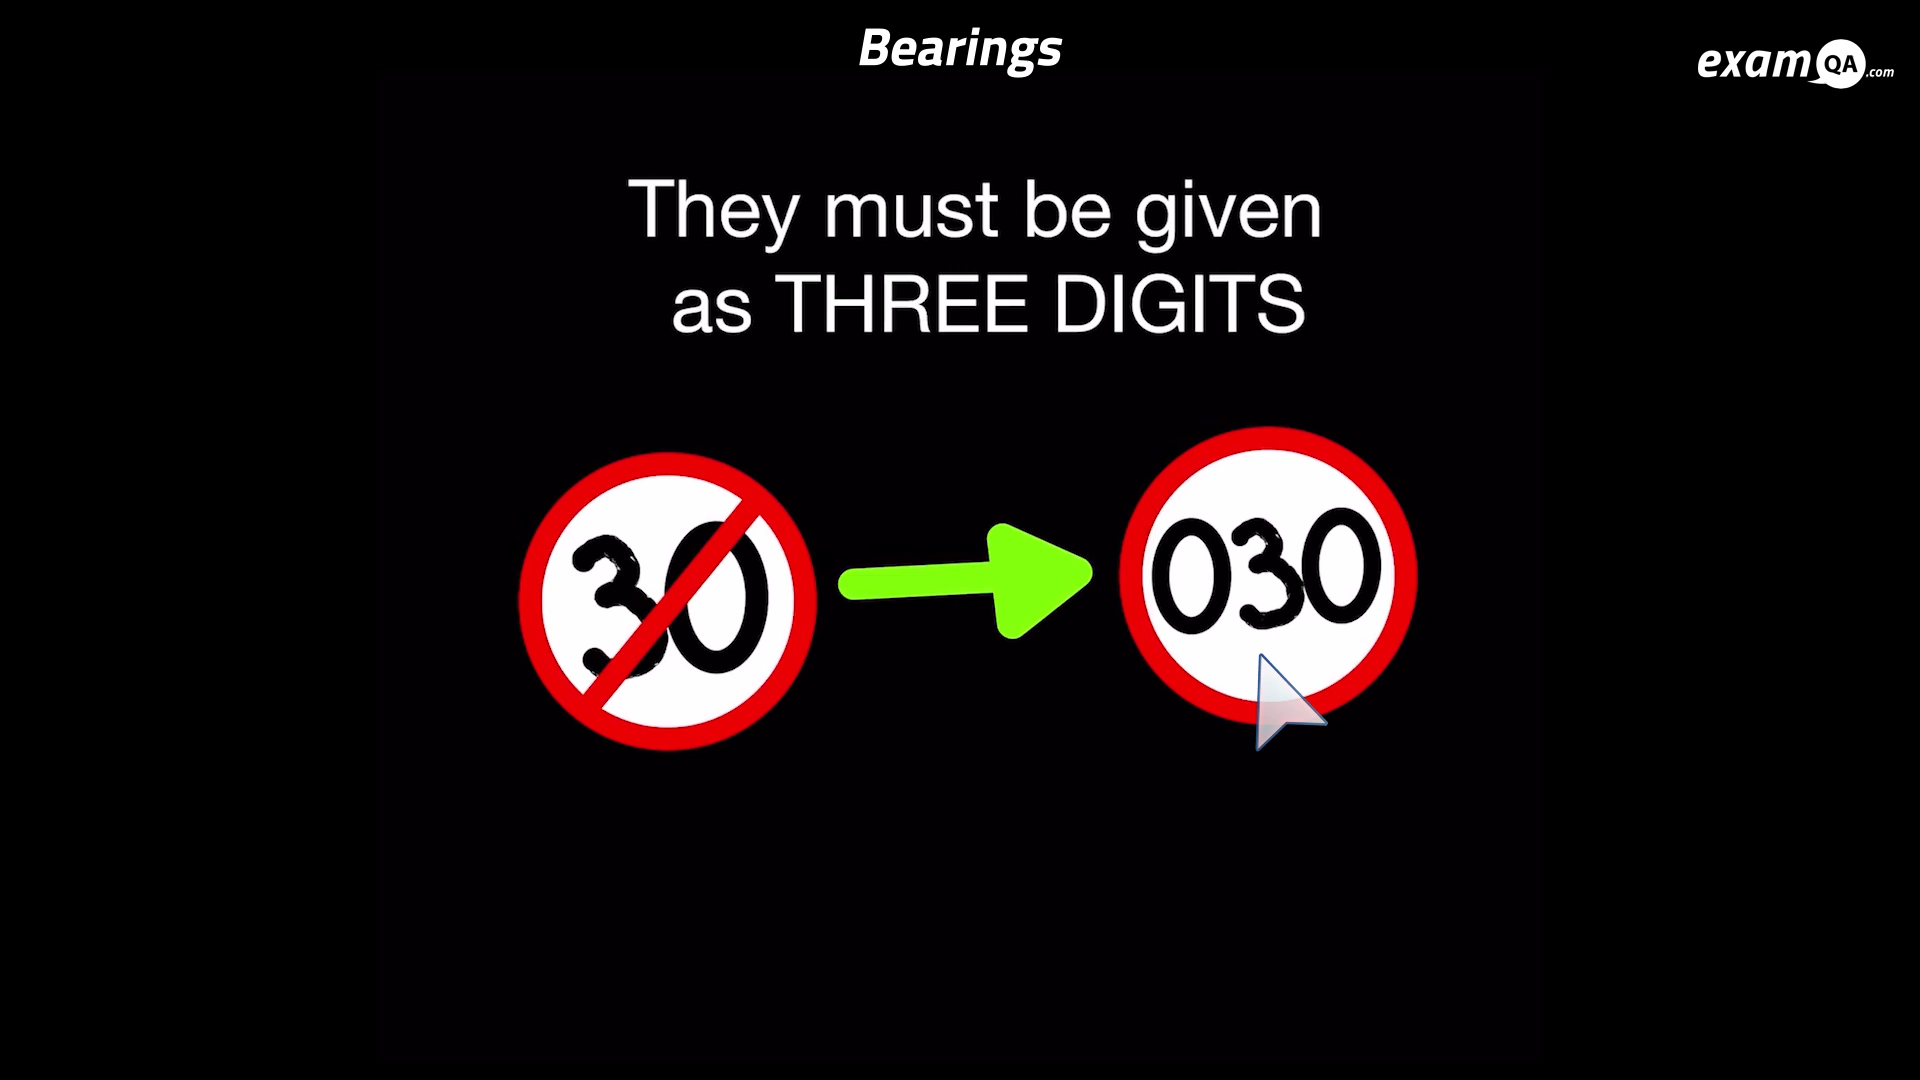 Bearings
examQA.com
They must be given
as THREE DIGITS
30
030